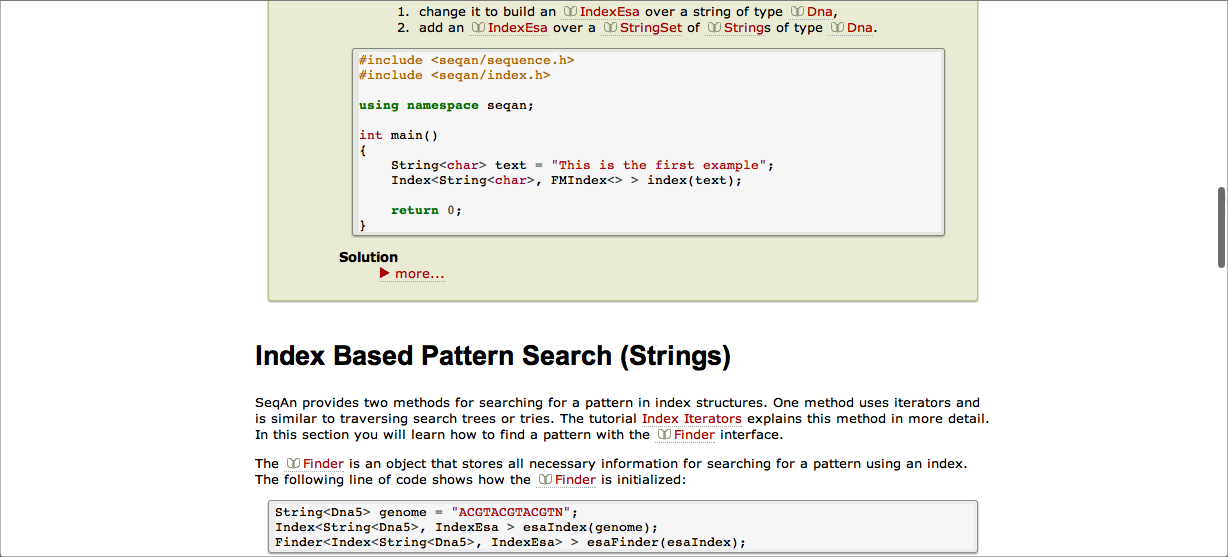 1. change it to build an IndexEsa over a string of type Dna,
2. add an IndexEsa over a StringSet of Strings of type Dna.
#include <seqan/sequence.h>
#include <seqan/index.h>
using namespace seqan;
int main()
{
    String<char> text = "This is the first example";
    Index<String<char>, FMIndex<> > index(text);
    return 0;
}
Solution
more...
Index Based Pattern Search (Strings)
SeqAn provides two methods for searching for a pattern in index structures. One method uses iterators and
is similar to traversing search trees or tries. The tutorial Index Iterators explains this method in more detail.
In this section you will learn how to find a pattern with the Finder interface.
The Finder is an object that stores all necessary information for searching for a pattern using an index.
The following line of code shows how the Finder is initialized:
String<Dna5> genome = "ACGTACGTACGTN";
Index<String<Dna5>, IndexEsa > esaIndex(genome);
Finder<Index<String<Dna5>, IndexEsa> > esaFinder(esaIndex);